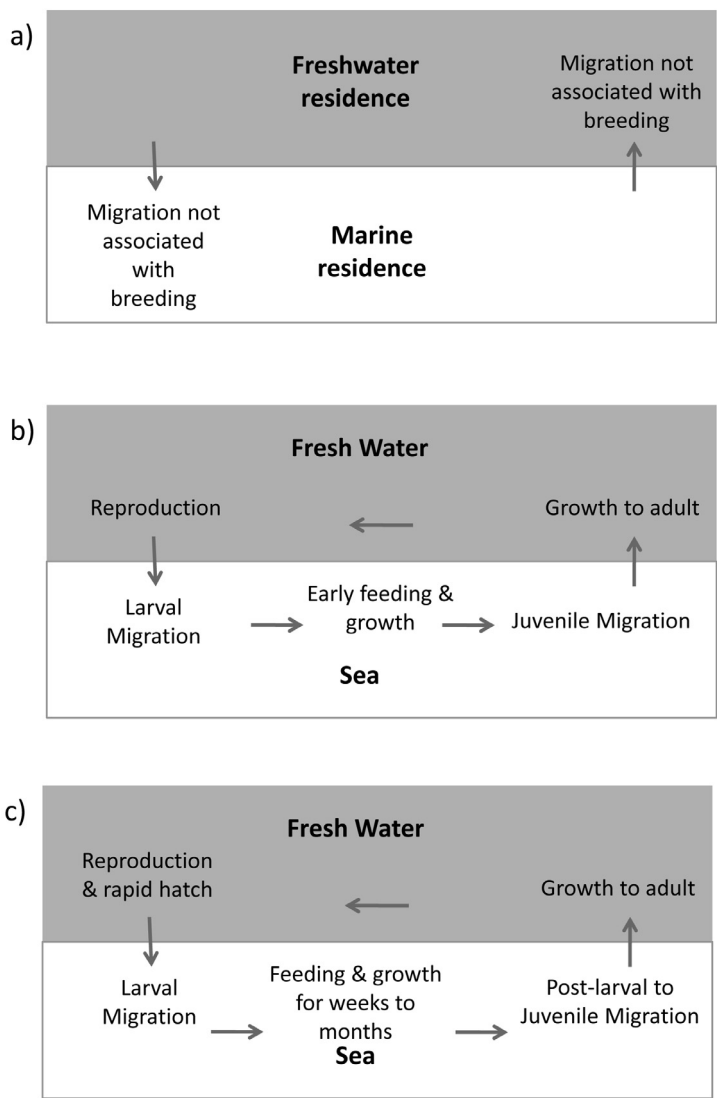 a)
Freshwater
residence
Migration not
associated with
breeding
Migration not
associated
with
breeding
Marine
residence
b)
Fresh Water
Reproduction
Growth to adult
Larval
Migration
Early feeding &
growth
Juvenile Migration
Sea
c)
Fresh Water
Reproduction
& rapid hatch
Growth to adult
Larval
Migration
Feeding & growth
for weeks to
months
Post-larval to
Juvenile Migration
Sea